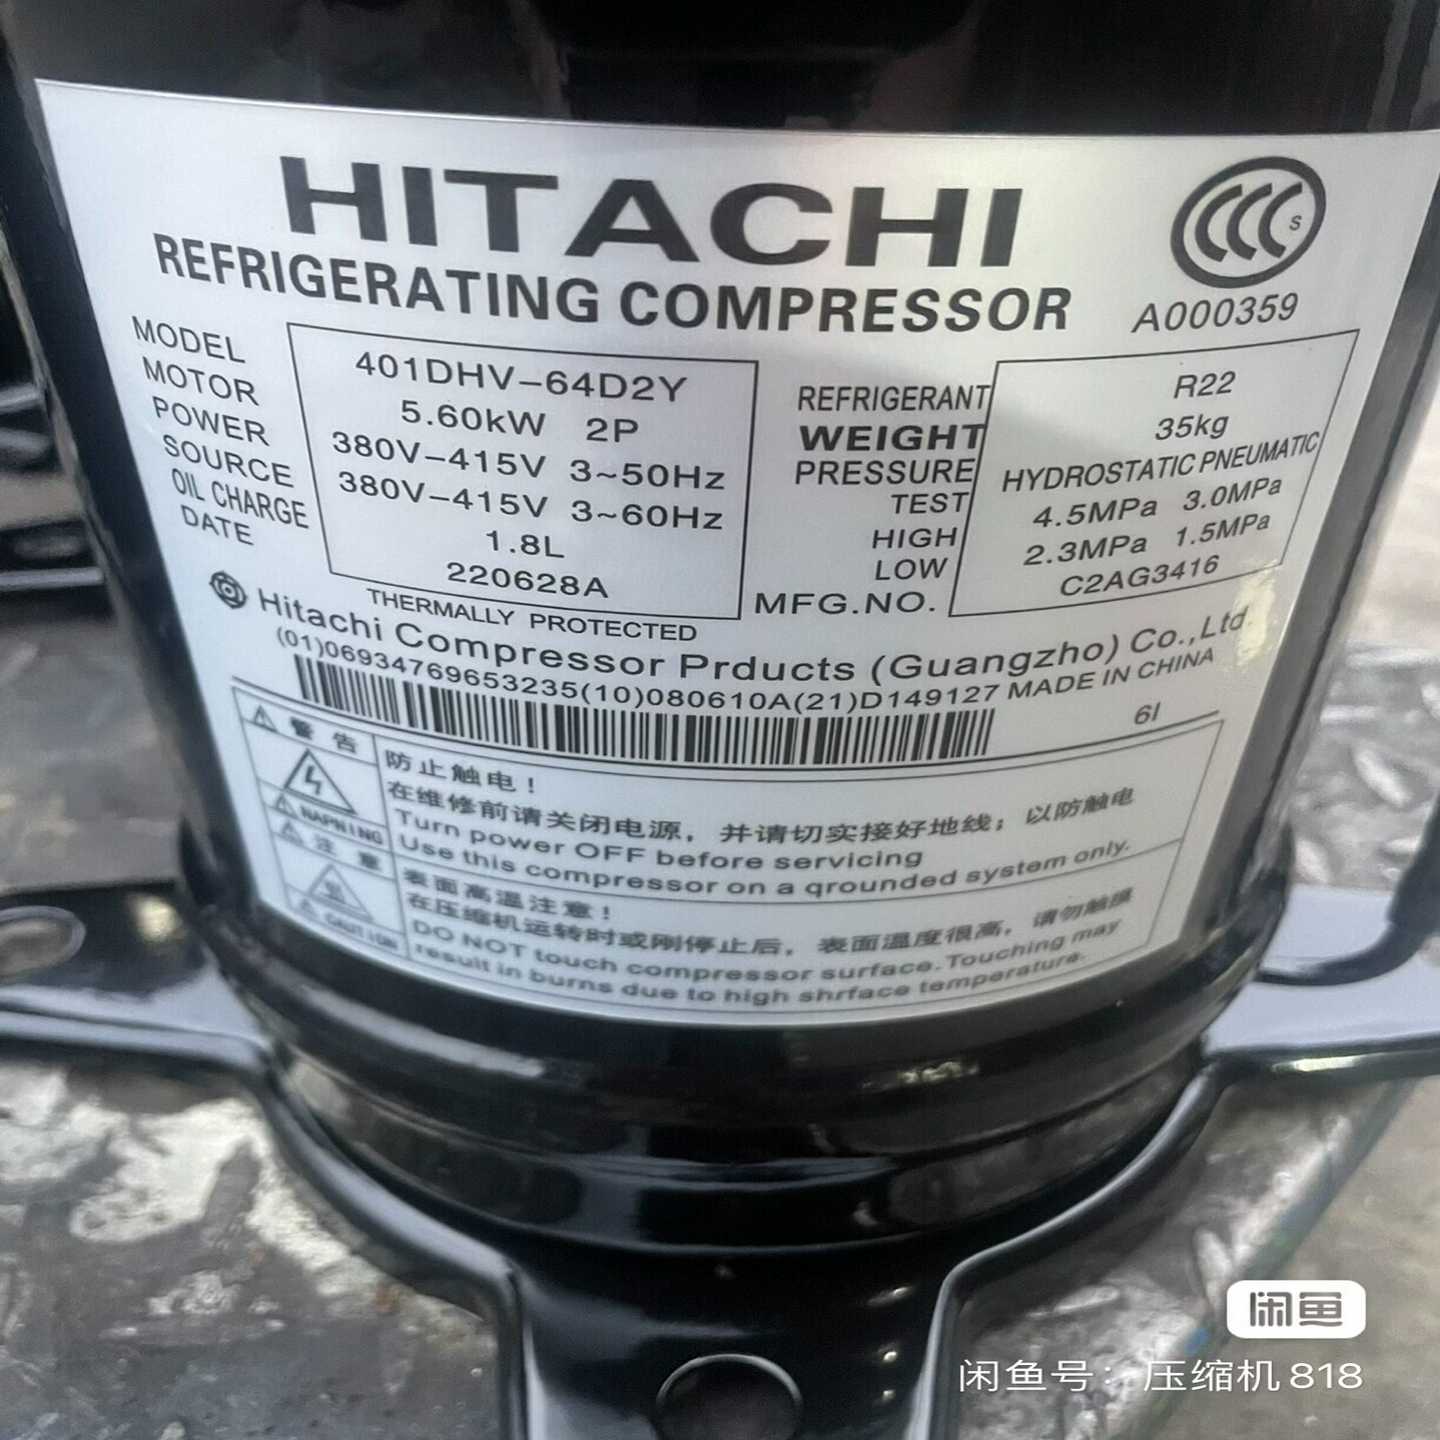 HITACHI
REFRIGERATING COMPRESSOR
S
A000359
MODEL 401DHV-64D2Y
MOTOR 5.60kW 2P
POWER 380V-415V 3~50Hz
SOURCE 380V-415V 3~60Hz
OIL CHARGE 1.8L
DATE 220628A
REFRIGERANT R22
WEIGHT 35kg
PRESSURE HYDROSTATIC PNEUMATIC
TEST
HIGH 4.5MPa 3.0MPa
LOW 2.3MPa 1.5MPa
MFG.NO. C2AG3416
THERMALLY PROTECTED
Hitachi Compressor Prducts (Guangzho) Co.,Ltd.
(01)06934769653235(10)080610A(21)D149127 MADE IN CHINA
6I
警告
NAPNING
防止触电！
在维修前请关闭电源，并请切实接好地线；以防触电
Turn power OFF before servicing
Use this compressor on a qrounded system only.
注意
CAUTION
表面高温注意！
在压缩机运转时或刚停止后，表面温度很高，请勿触摸
DO NOT touch compressor surface.Touching may
result in burns due to high shrface temperature.
闲鱼
闲鱼号：压缩机818